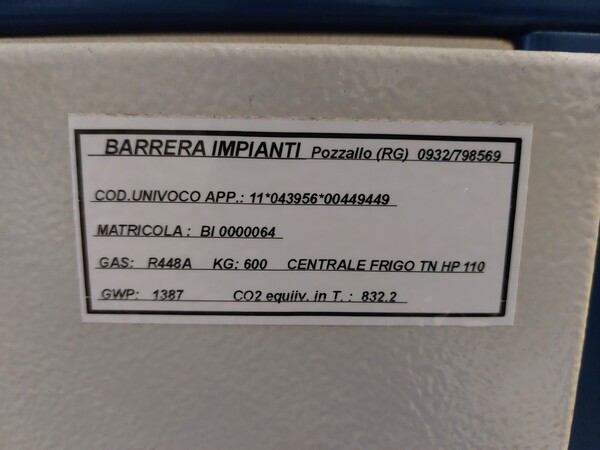 BARRERA IMPIANTI Pozzallo (RG) 0932/798569
COD.UNIVOCO APP.: 11*043956*00449449
MATRICOLA : BI 0000064
GAS: R448A KG: 600 CENTRALE FRIGO TN HP 110
GWP: 1387 CO2 equiiv. in T. : 832.2